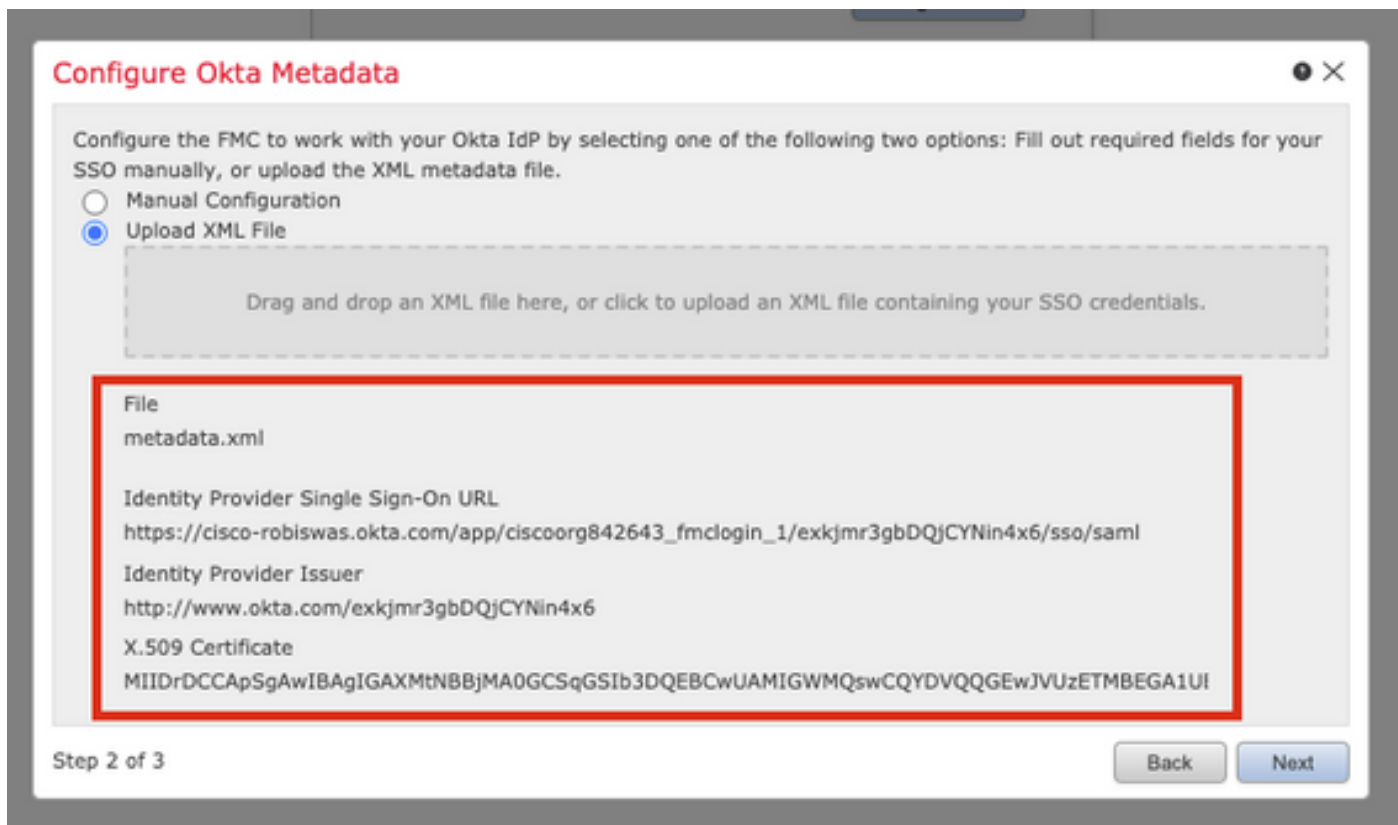 Configure Okta Metadata
Configure the FMC to work with your Okta IdP by selecting one of the following two options: Fill out required fields for your
SSO manually, or upload the XML metadata file.
Manual Configuration
Upload XML File
Drag and drop an XML file here, or click to upload an XML file containing your SSO credentials.
File
metadata.xml
Identity Provider Single Sign-On URL
https://cisco-robiswas.okta.com/app/ciscoorg842643_fmclogin_1/exkjmr3gbDQjCYNin4x6/sso/saml
Identity Provider Issuer
http://www.okta.com/exkjmr3gbDQjCYNin4x6
X.509 Certificate
MIIDrDCCApSgAwIBAgIGAXMtNBBjMA0GCSqGSIb3DQEBCwUAMIGWMQswCQYDVQQGEwJVUzETMBEGA1UE
Step 2 of 3
Back
Next